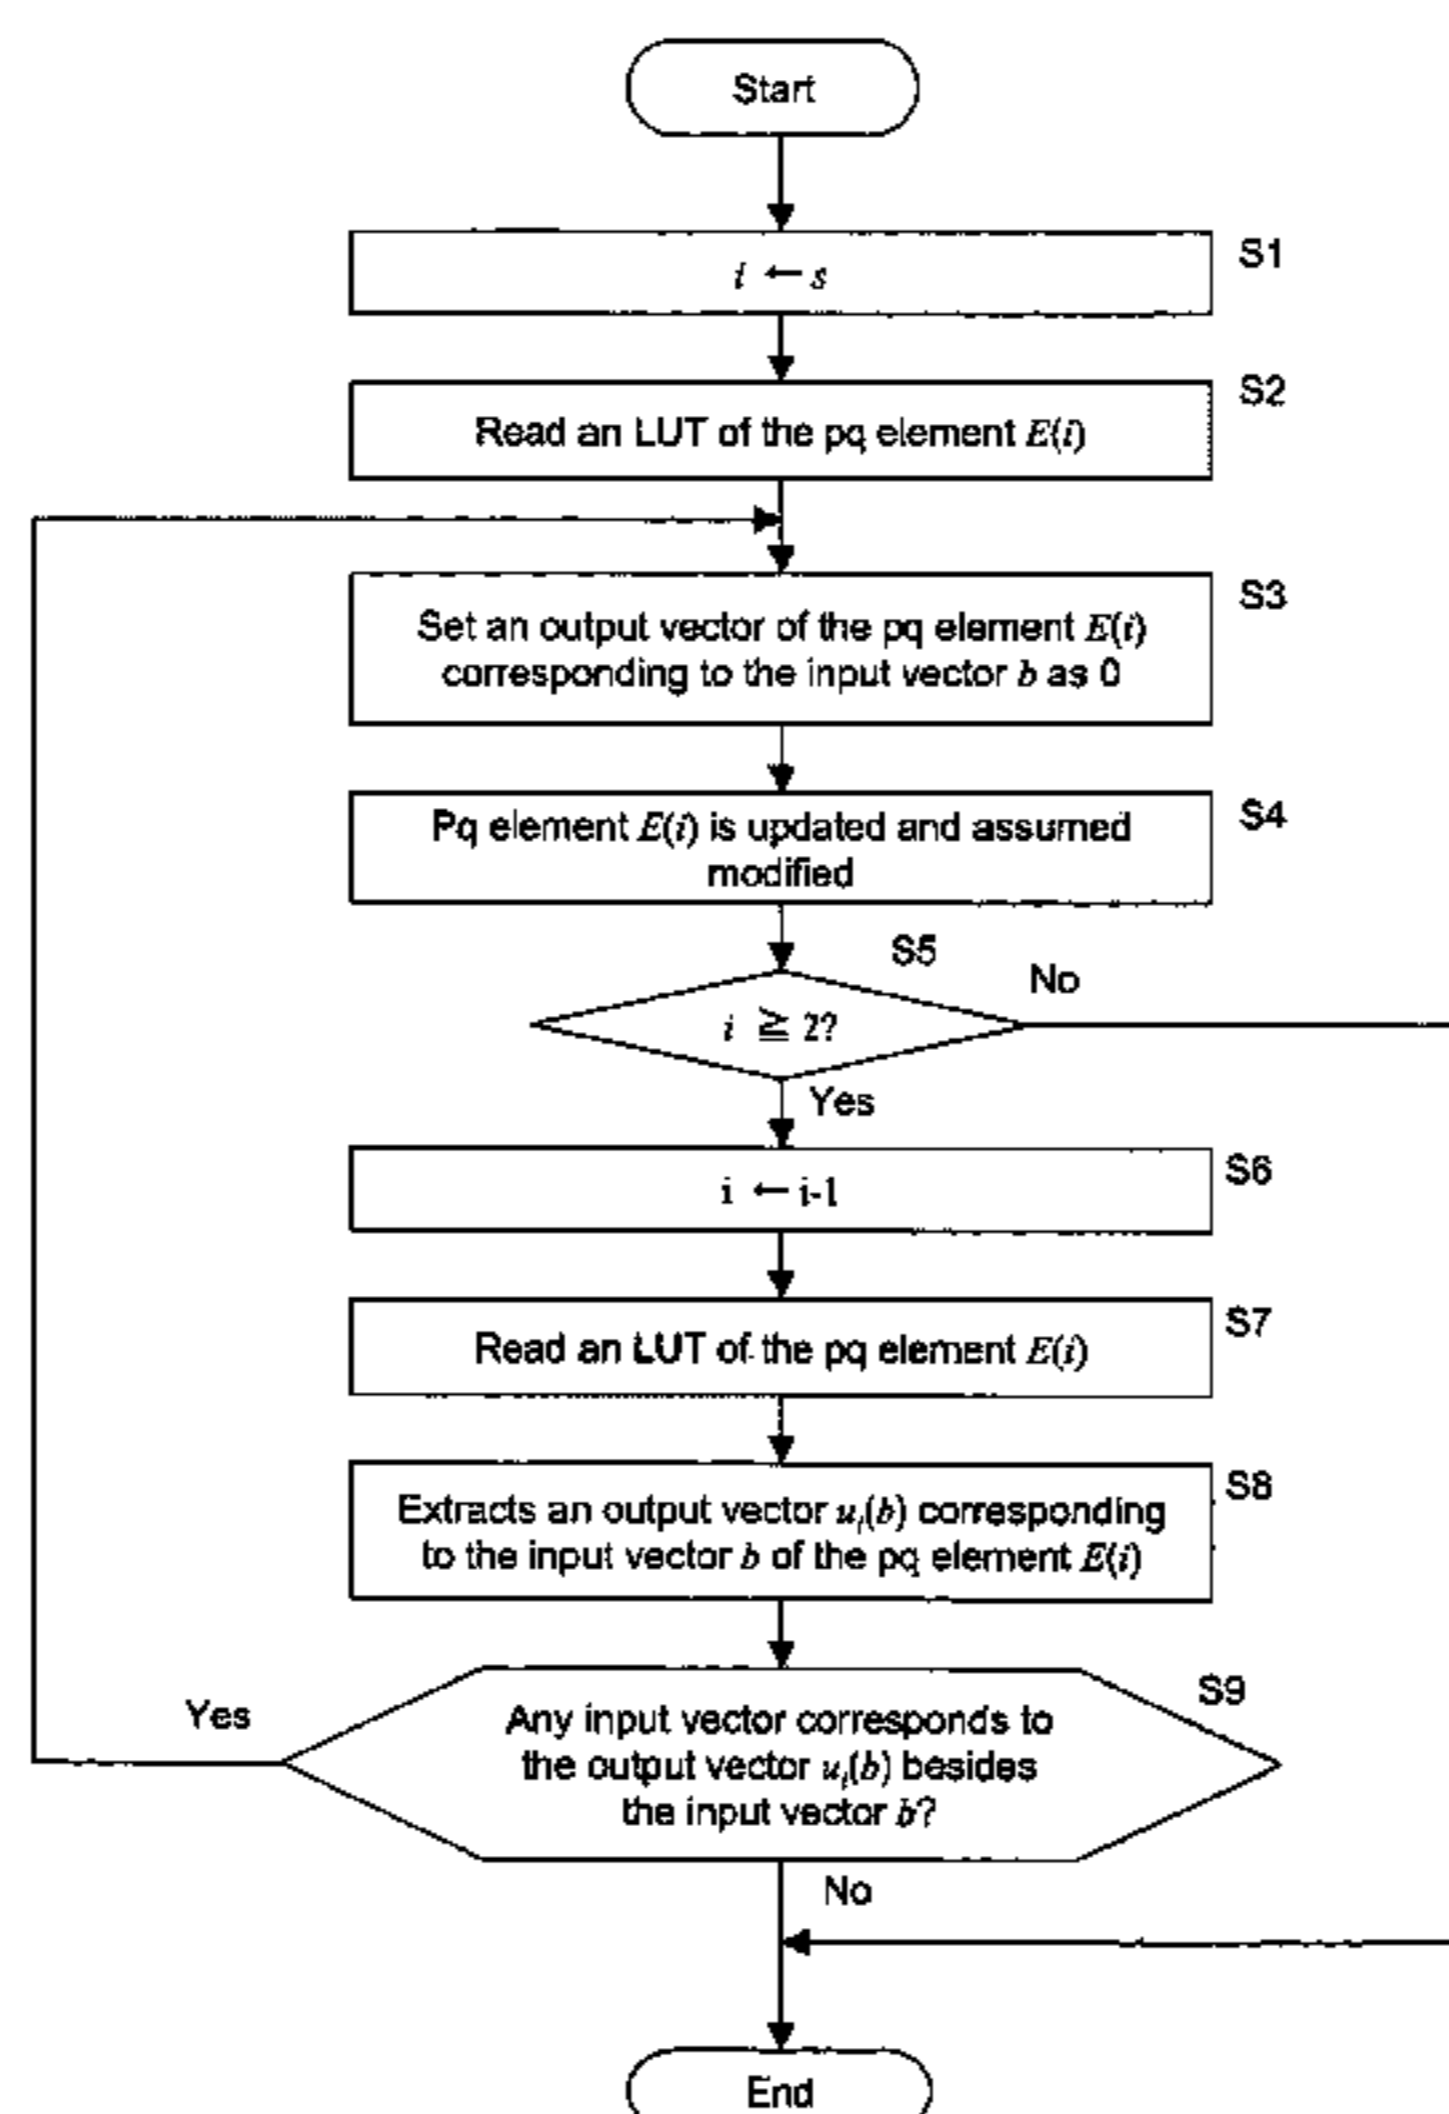 Start
S1
i ← s
S2
Read an LUT of the pq element E(i)
S3
Set an output vector of the pq element E(i)
corresponding to the input vector b as 0
S4
Pq element E(i) is updated and assumed
modified
S5
No
i ≧ 2?
Yes
S6
i ← i-1
S7
Read an LUT of the pq element E(i)
S8
Extracts an output vector uᵢ(b) corresponding
to the input vector b of the pq element E(i)
S9
Yes
Any input vector corresponds to
the output vector uᵢ(b) besides
the input vector b?
No
End